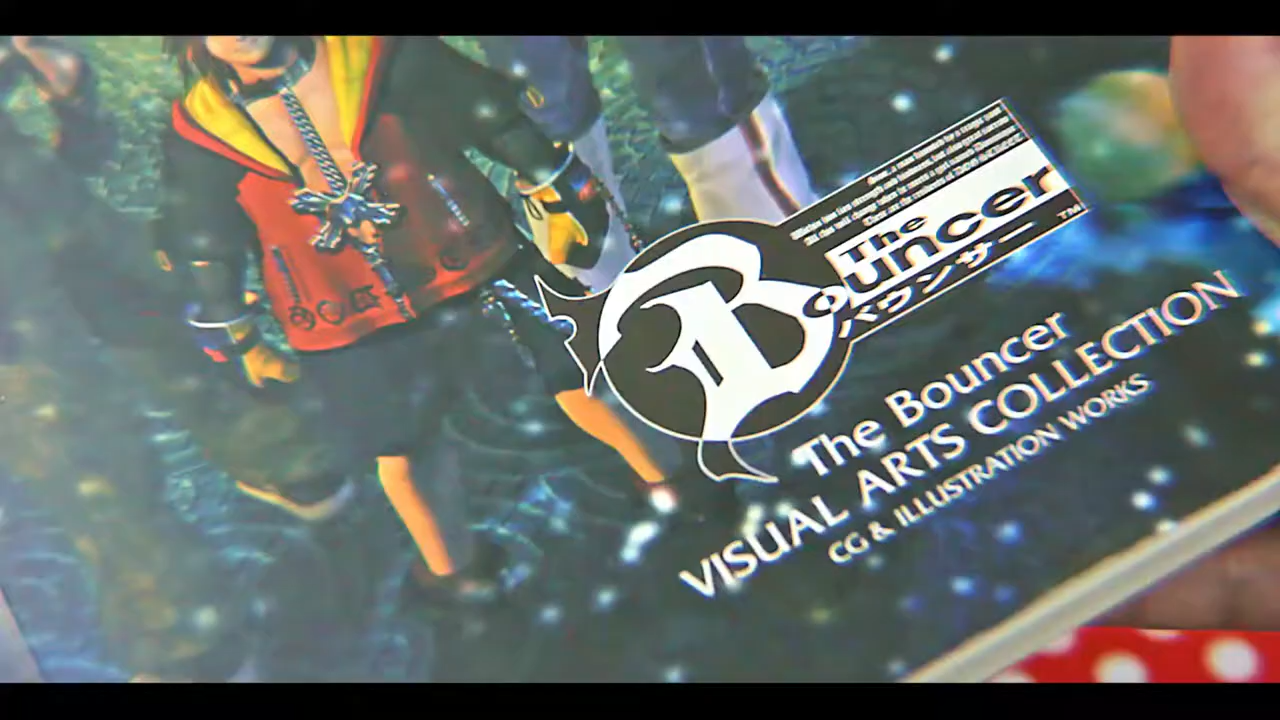 The
Bouncer
バウンサー
TM
The Bouncer
VISUAL ARTS COLLECTION
CG & ILLUSTRATION WORKS